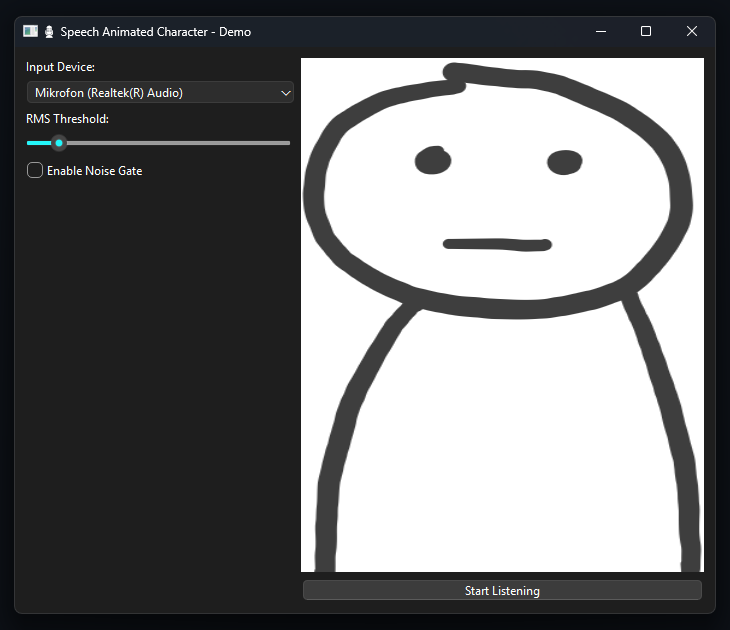 🎙 Speech Animated Character - Demo
Input Device:
Mikrofon (Realtek(R) Audio)
RMS Threshold:
Enable Noise Gate
Start Listening